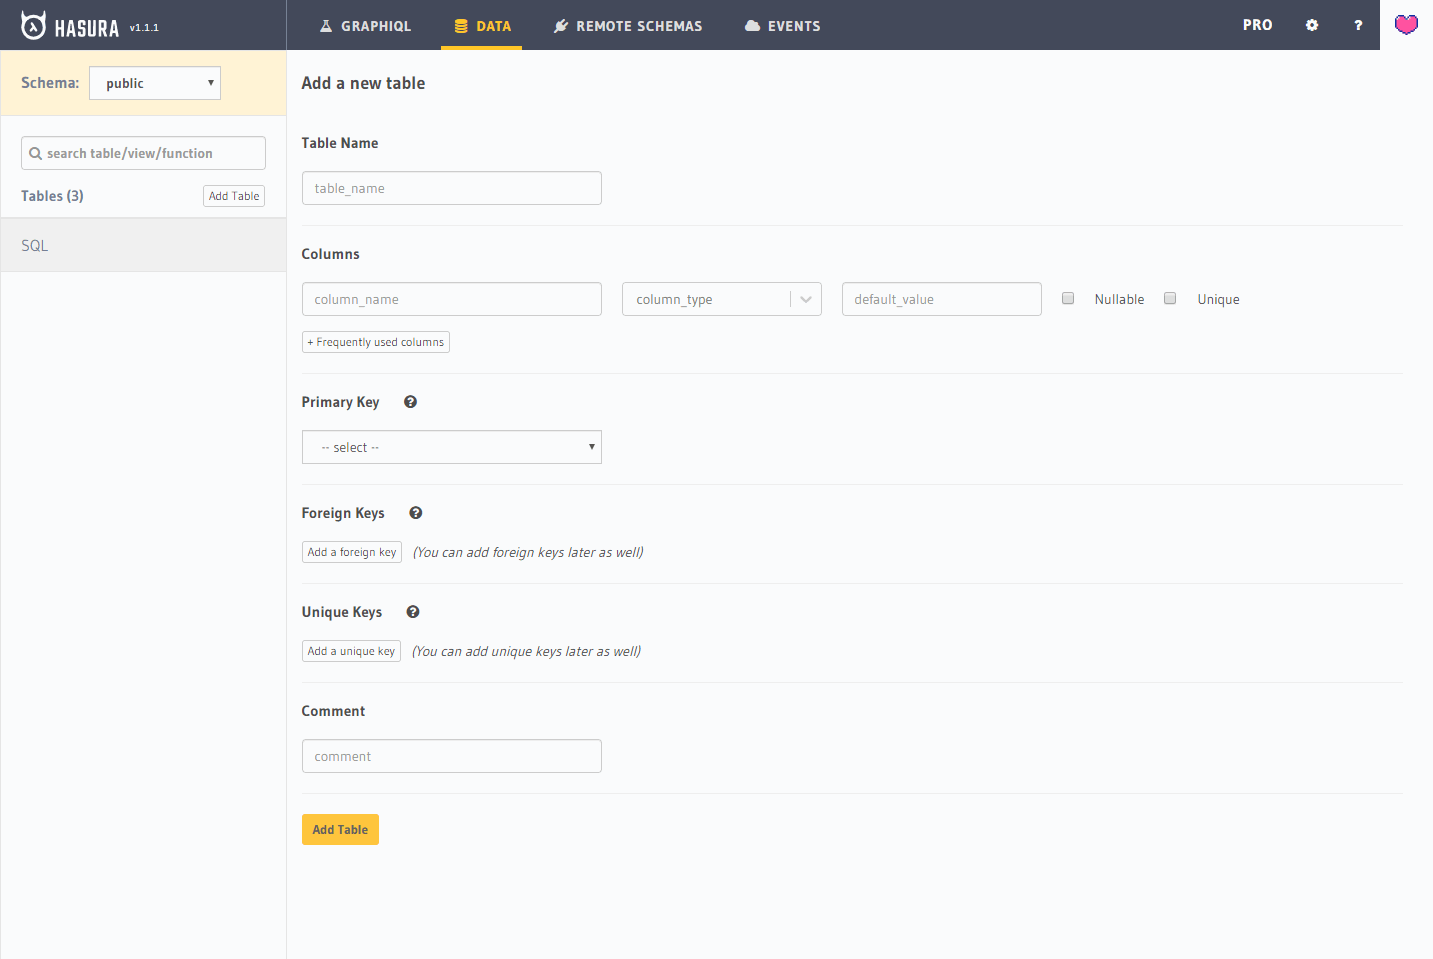 HASURA v1.1.1 GRAPHIQL DATA REMOTE SCHEMAS EVENTS PRO ?
Schema: public
search table/view/function
Tables (3) Add Table
SQL
Add a new table
Table Name
table_name
Columns
column_name column_type default_value Nullable Unique
+ Frequently used columns
Primary Key ?
-- select --
Foreign Keys ?
Add a foreign key (You can add foreign keys later as well)
Unique Keys ?
Add a unique key (You can add unique keys later as well)
Comment
comment
Add Table